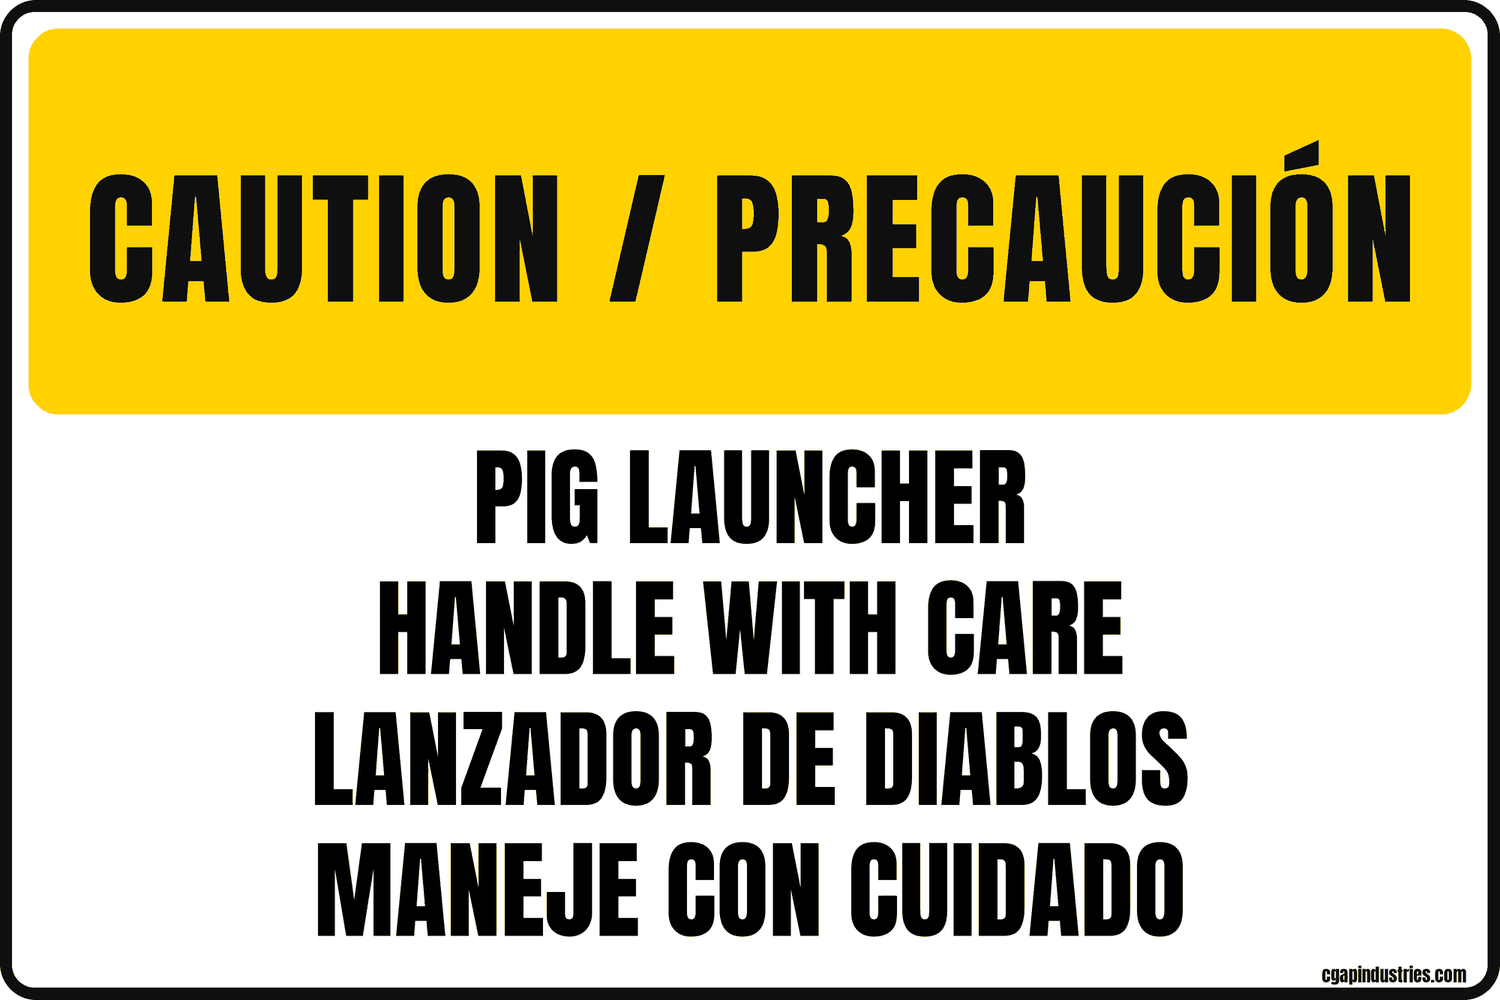 CAUTION / PRECAUCIÓN
PIG LAUNCHER
HANDLE WITH CARE
LANZADOR DE DIABLOS
MANEJE CON CUIDADO
cgapindustries.com